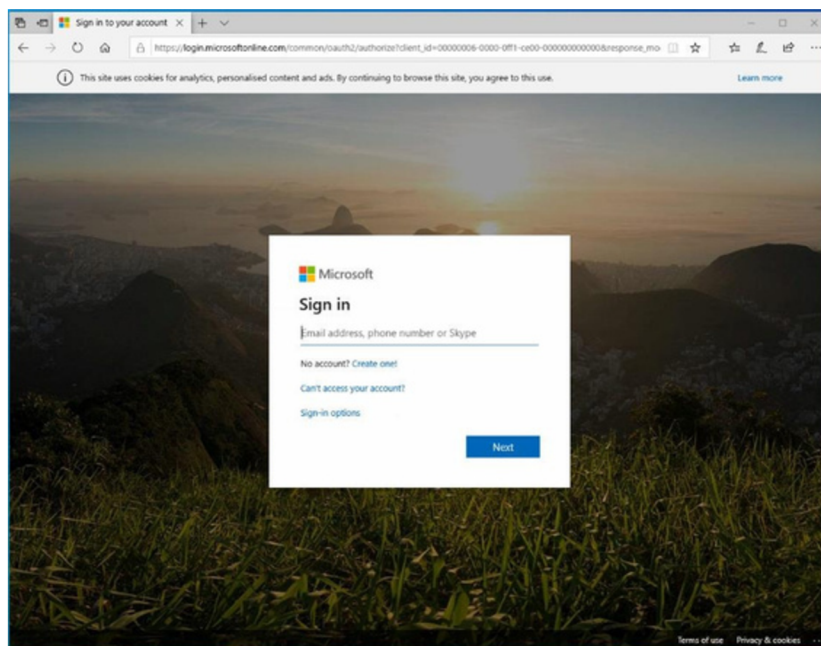 Sign in to your account
https://login.microsoftonline.com/common/oauth2/authorize?client_id=00000006-0000-0ff1-ce00-000000000000&response_mo
This site uses cookies for analytics, personalised content and ads. By continuing to browse this site, you agree to this use.
Learn more
Microsoft
Sign in
Email address, phone number or Skype
No account? Create one!
Can't access your account?
Sign-in options
Next
Terms of use Privacy & cookies ...